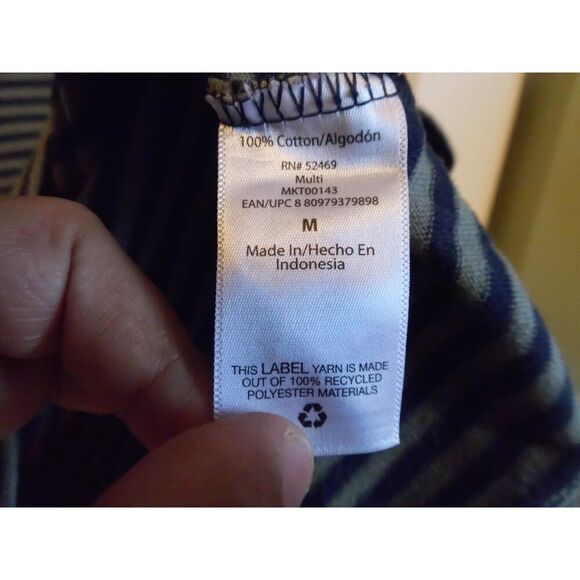 100% Cotton/Algodón
RN# 52469
Multi
MKT00143
EAN/UPC 8 80979379898
M
Made In/Hecho En
Indonesia
THIS LABEL YARN IS MADE
OUT OF 100% RECYCLED
POLYESTER MATERIALS